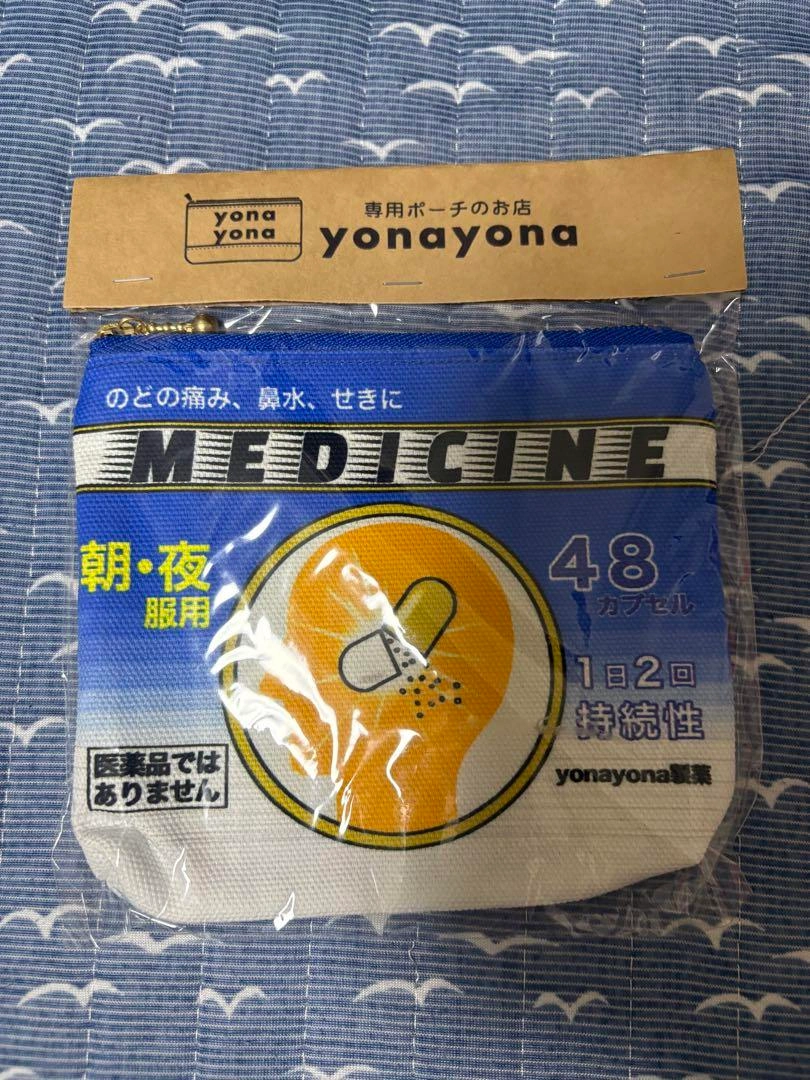 yona
yona
専用ポーチのお店
yonayona
のどの痛み、鼻水、せきに
MEDICINE
朝・夜
服用
48
カプセル
1日2回
持続性
医薬品では
ありません
yonayona製薬